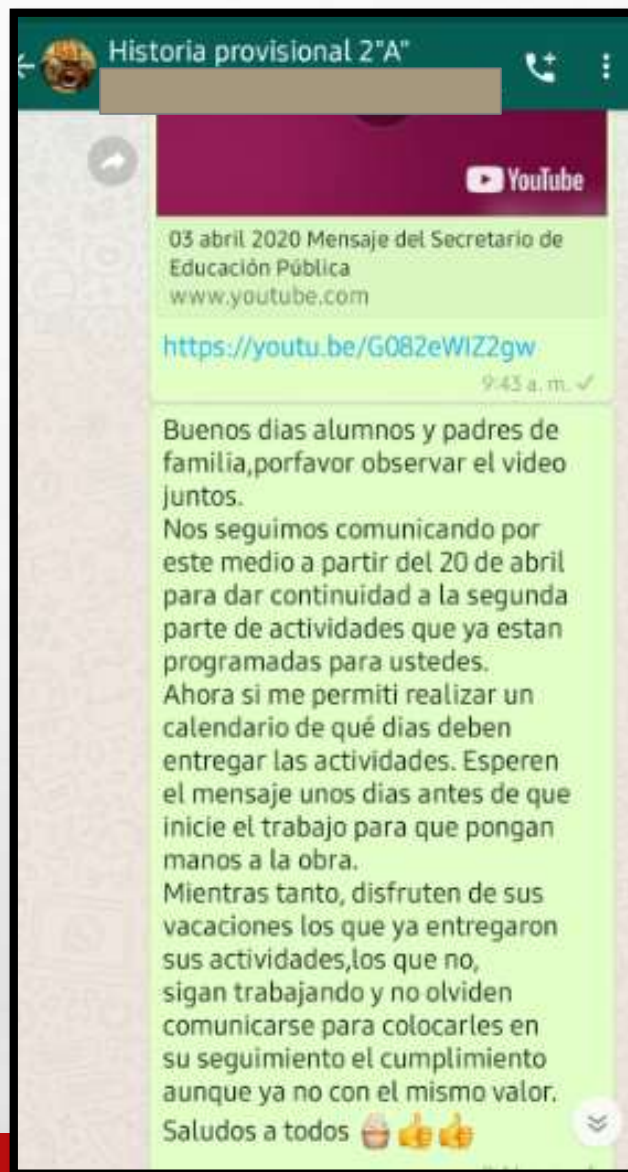 Historia provisional 2"A"
YouTube
03 abril 2020 Mensaje del Secretario de
Educación Pública
www.youtube.com
https://youtu.be/G082eWIZ2gw
9:43 a. m.
Buenos dias alumnos y padres de
familia,porfavor observar el video
juntos.
Nos seguimos comunicando por
este medio a partir del 20 de abril
para dar continuidad a la segunda
parte de actividades que ya estan
programadas para ustedes.
Ahora si me permiti realizar un
calendario de qué dias deben
entregar las actividades. Esperen
el mensaje unos dias antes de que
inicie el trabajo para que pongan
manos a la obra.
Mientras tanto, disfruten de sus
vacaciones los que ya entregaron
sus actividades,los que no,
sigan trabajando y no olviden
comunicarse para colocarles en
su seguimiento el cumplimiento
aunque ya no con el mismo valor.
Saludos a todos 🧁👍👍